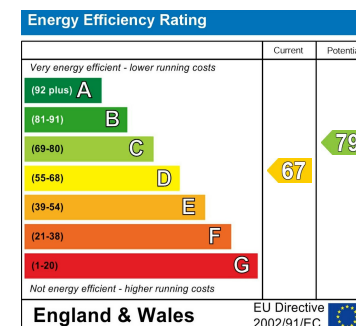 Energy Efficiency Rating
Current Potentia
Very energy efficient - lower running costs
(92 plus) A
(81-91) B
(69-80) C
(55-68) D
(39-54) E
(21-38) F
(1-20) G
67
79
Not energy efficient - higher running costs
England & Wales
EU Directive
2002/91/EC